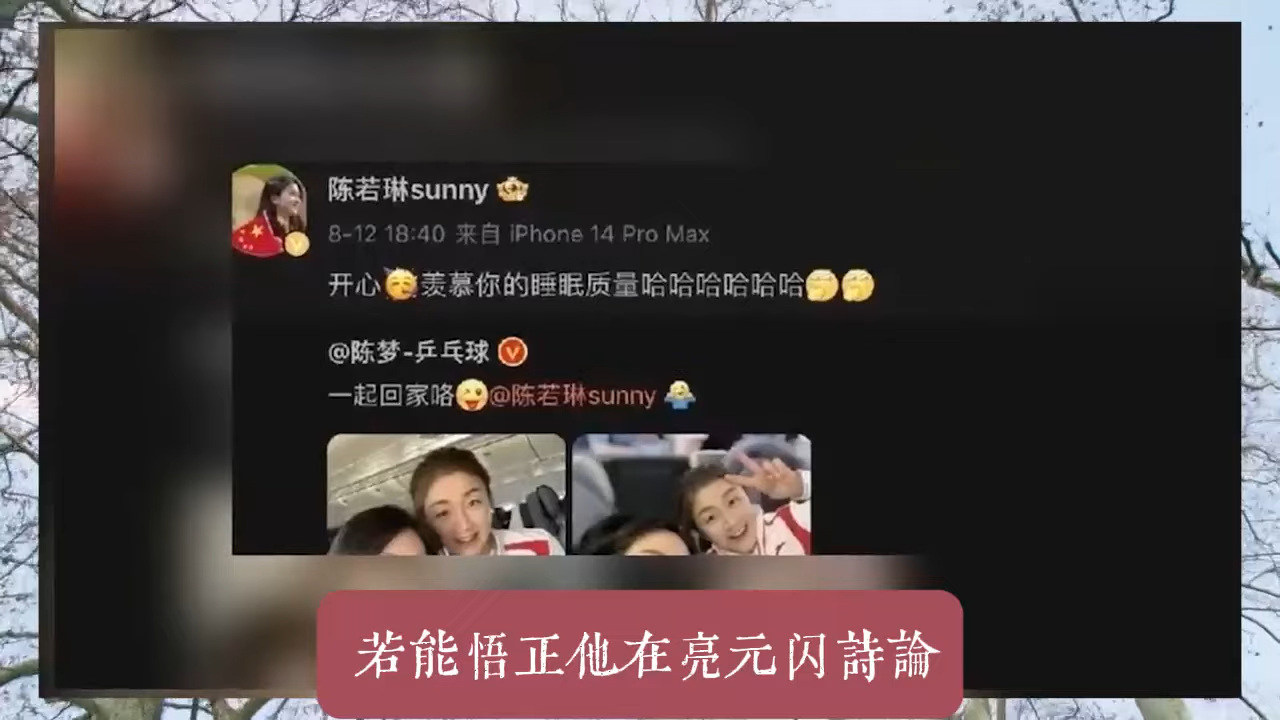 陈若琳sunny
8-12 18:40 来自 iPhone 14 Pro Max
开心羡慕你的睡眠质量哈哈哈哈哈哈
@陈梦-乒乓球
一起回家咯@陈若琳sunny
若能悟正他在亮元闪詩論